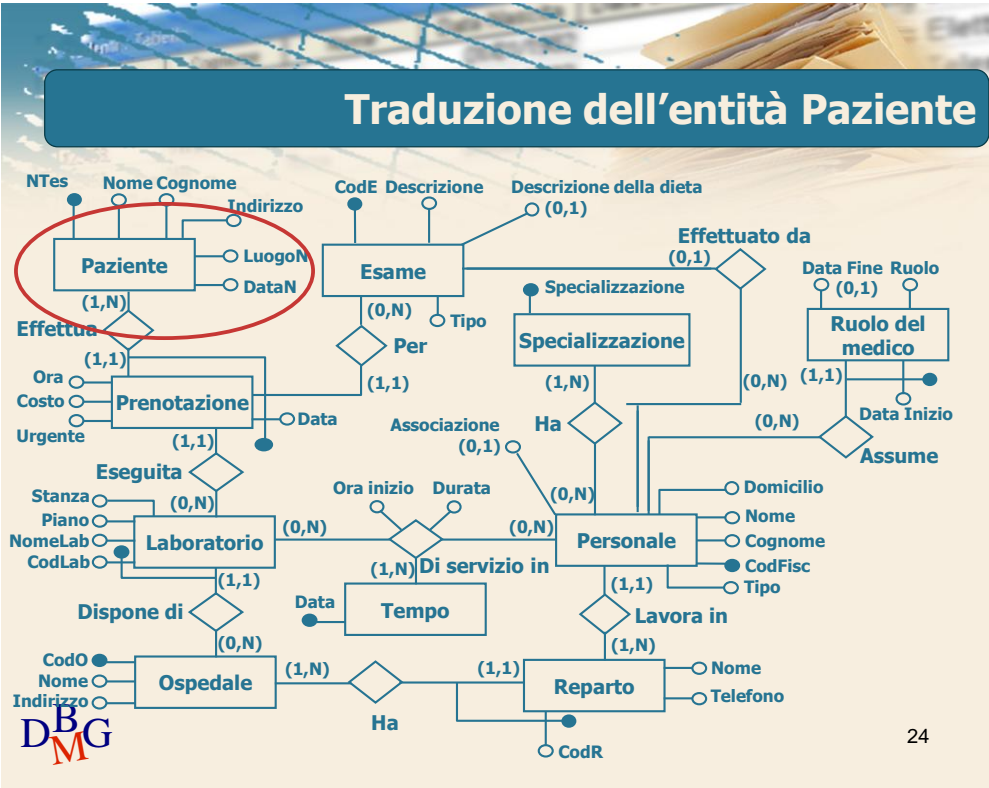 Traduzione dell'entità Paziente
NTes
Nome Cognome
Indirizzo
CodE Descrizione
Descrizione della dieta
(0,1)
Effettuato da
(0,1)
Paziente
LuogoN
DataN
Esame
Data Fine Ruolo
(0,1)
Specializzazione
(1,N)
(0,N)
Tipo
Ruolo del
medico
Effettua
Per
Specializzazione
(1,1)
(1,1)
(1,N)
(0,N)
(1,1)
Ora
Costo
Urgente
Prenotazione
Data
Data Inizio
Associazione
(0,1)
Ha
(0,N)
Assume
(1,1)
Eseguita
Stanza
Piano
NomeLab
CodLab
(0,N)
Ora inizio
Durata
(0,N)
Domicilio
Nome
Cognome
CodFisc
Tipo
Laboratorio
(0,N)
(0,N)
Personale
(1,N)
Di servizio in
(1,1)
(1,1)
Data
Tempo
Dispone di
Lavora in
(0,N)
(1,N)
CodO
Nome
Indirizzo
Ospedale
(1,N)
(1,1)
Reparto
Nome
Telefono
Ha
CodR
DBMG
24